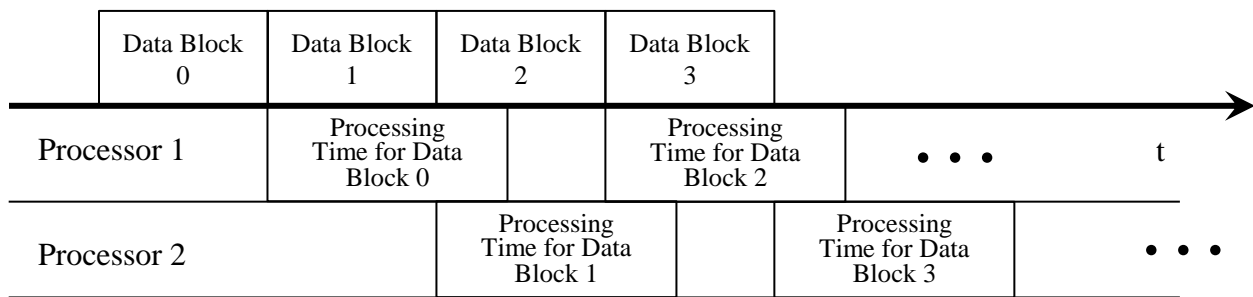 Data Block
0
Data Block
1
Data Block
2
Data Block
3
Processor 1
Processing
Time for Data
Block 0
Processing
Time for Data
Block 2
• • •
t
Processor 2
Processing
Time for Data
Block 1
Processing
Time for Data
Block 3
• • •